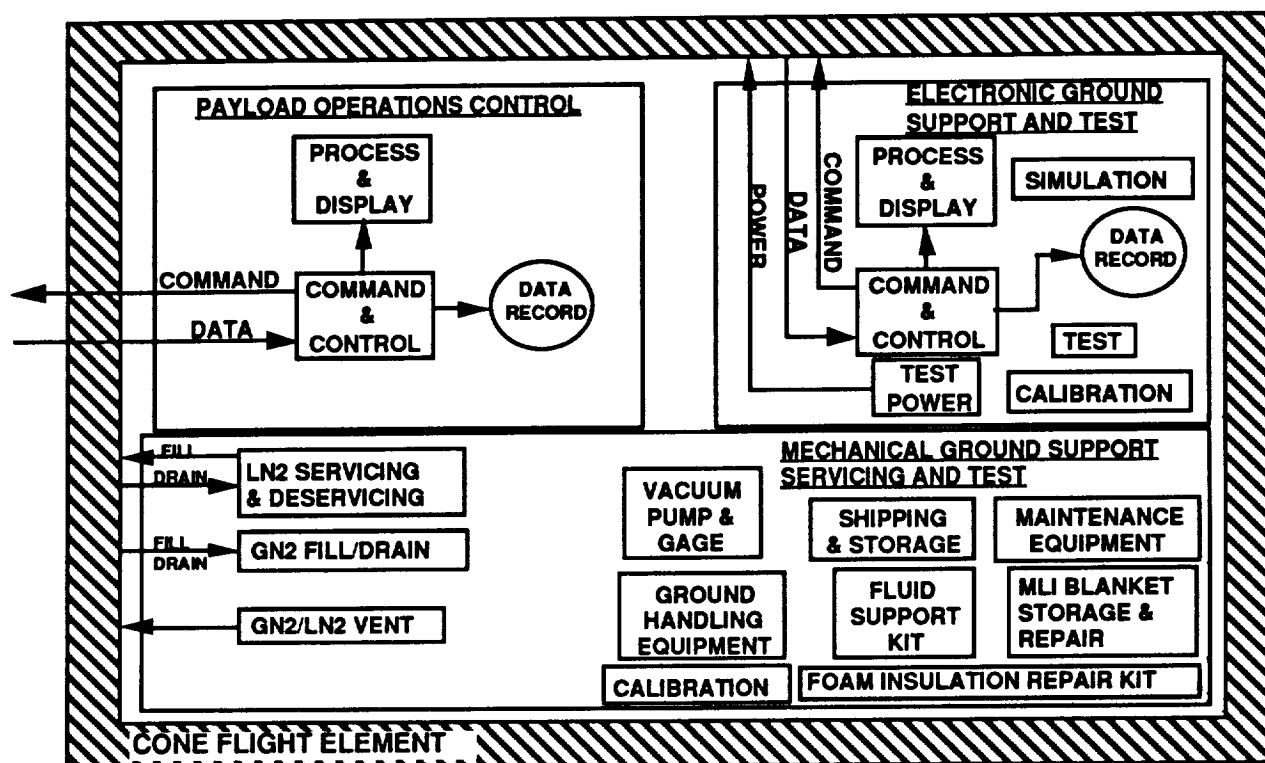 PAYLOAD OPERATIONS CONTROL
PROCESS
&
DISPLAY
COMMAND
DATA
COMMAND
&
CONTROL
DATA
RECORD
ELECTRONIC GROUND
SUPPORT AND TEST
POWER
DATA
COMMAND
PROCESS
&
DISPLAY
SIMULATION
DATA
RECORD
COMMAND
&
CONTROL
TEST
TEST
POWER
CALIBRATION
MECHANICAL GROUND SUPPORT
SERVICING AND TEST
FILL
DRAIN
LN2 SERVICING
& DESERVICING
FILL
DRAIN
GN2 FILL/DRAIN
GN2/LN2 VENT
VACUUM
PUMP &
GAGE
SHIPPING
& STORAGE
MAINTENANCE
EQUIPMENT
GROUND
HANDLING
EQUIPMENT
FLUID
SUPPORT
KIT
MLI BLANKET
STORAGE &
REPAIR
CALIBRATION
FOAM INSULATION REPAIR KIT
CONE FLIGHT ELEMENT